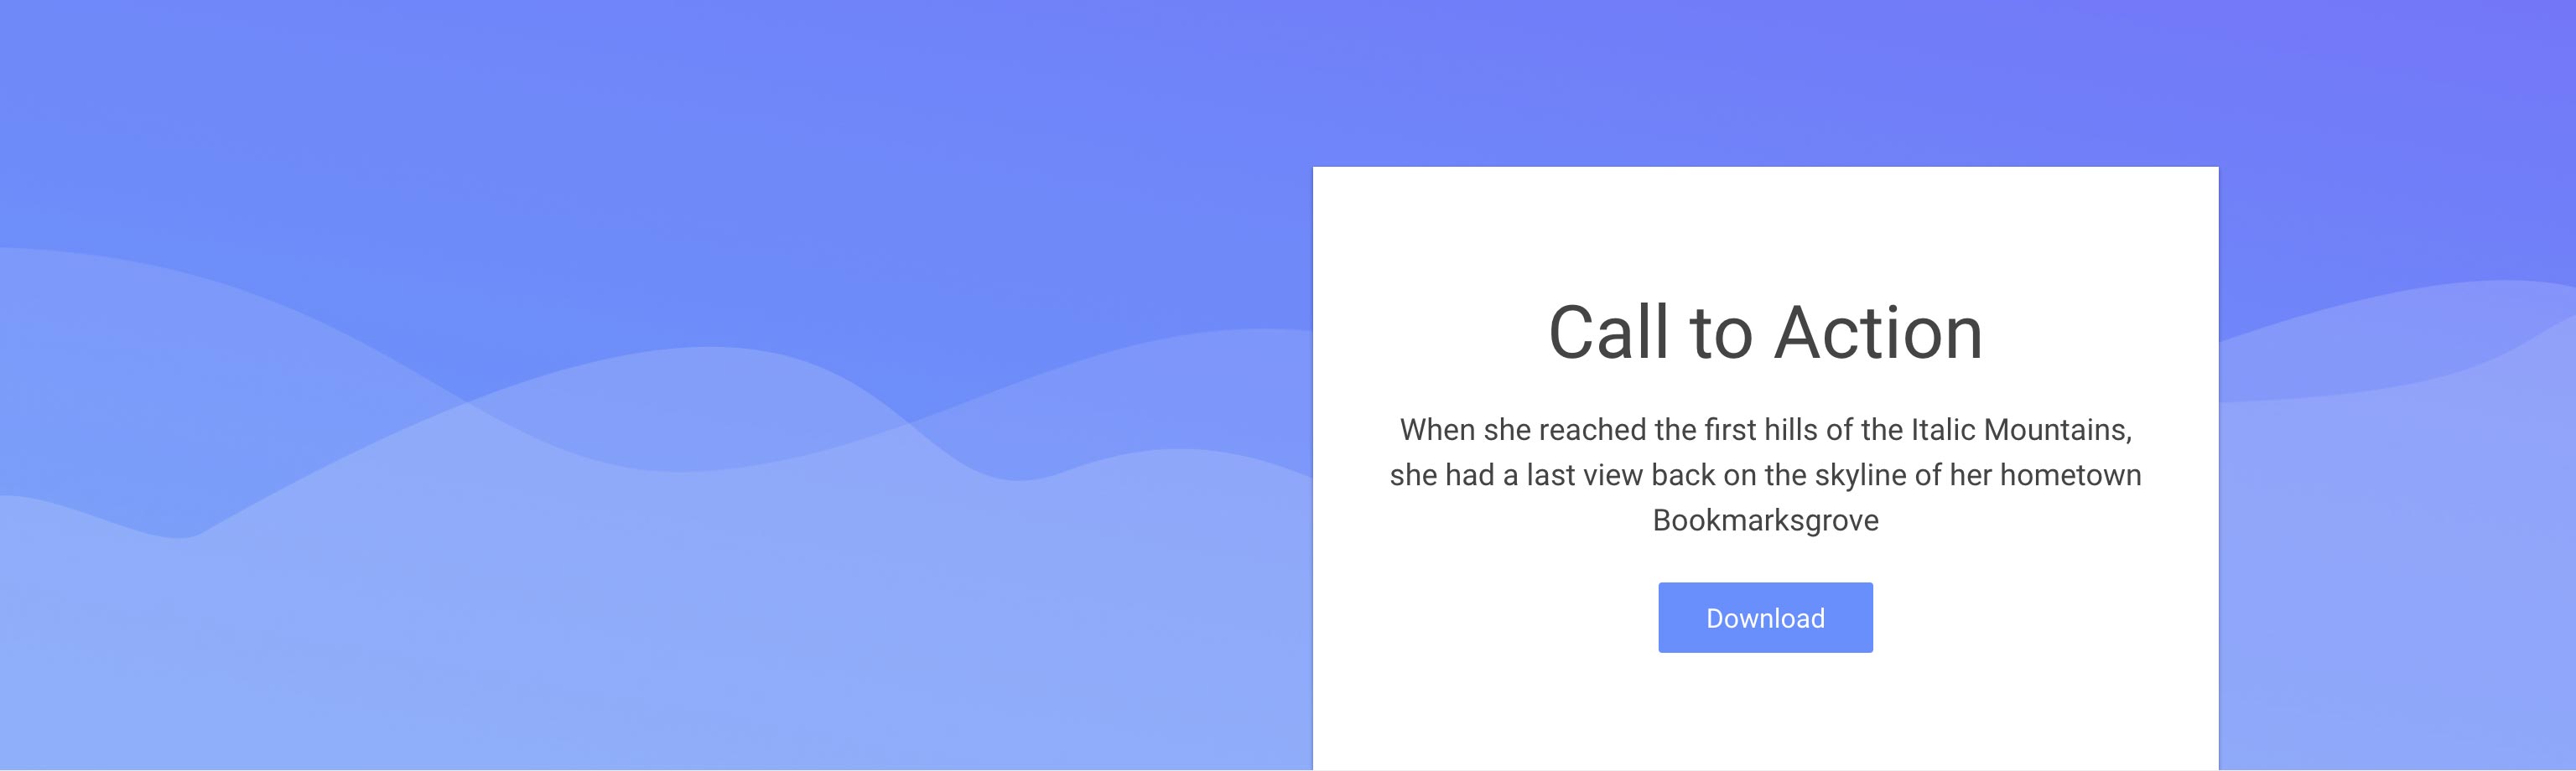 Call to Action
When she reached the first hills of the Italic Mountains,
she had a last view back on the skyline of her hometown
Bookmarksgrove
Download